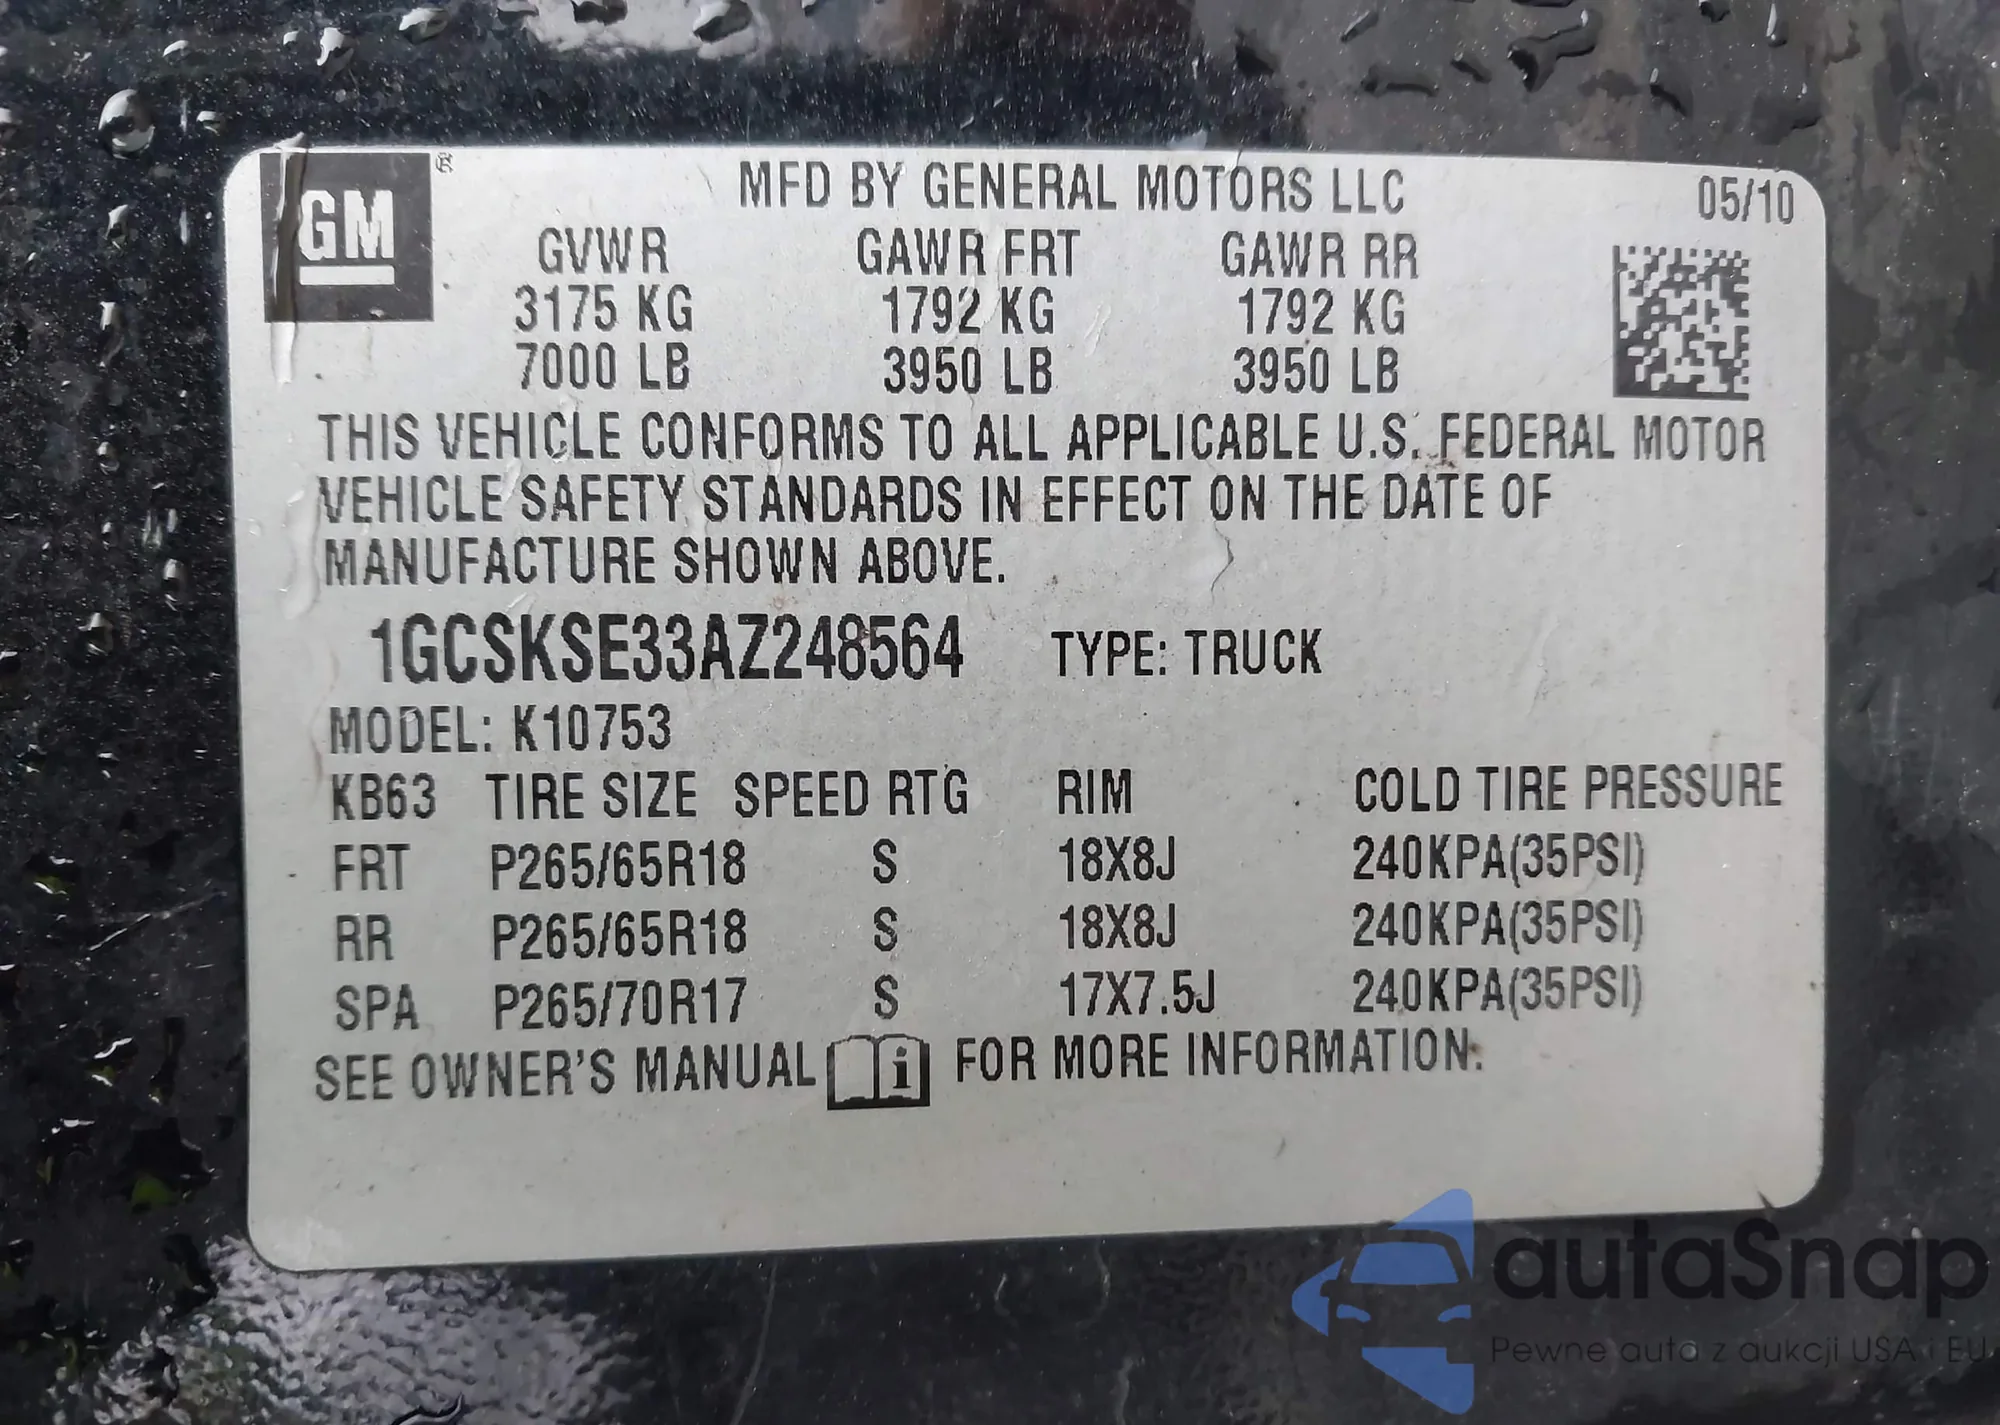 GM ® MFD BY GENERAL MOTORS LLC 05/10
GVWR GAWR FRT GAWR RR
3175 KG 1792 KG 1792 KG
7000 LB 3950 LB 3950 LB
THIS VEHICLE CONFORMS TO ALL APPLICABLE U.S. FEDERAL MOTOR
VEHICLE SAFETY STANDARDS IN EFFECT ON THE DATE OF
MANUFACTURE SHOWN ABOVE.
1GCSKSE33AZ248564 TYPE: TRUCK
MODEL: K10753
KB63 TIRE SIZE SPEED RTG RIM COLD TIRE PRESSURE
FRT P265/65R18 S 18X8J 240KPA(35PSI)
RR P265/65R18 S 18X8J 240KPA(35PSI)
SPA P265/70R17 S 17X7.5J 240KPA(35PSI)
SEE OWNER'S MANUAL i FOR MORE INFORMATION.
autaSnap
Pewne auta z aukcji USA i EU